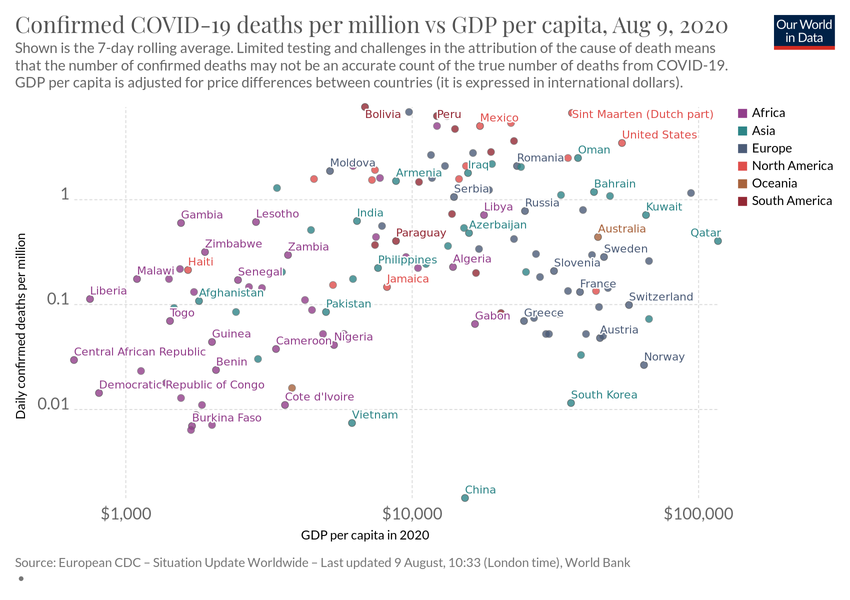 Confirmed COVID-19 deaths per million vs GDP per capita, Aug 9, 2020
Our World
in Data
Shown is the 7-day rolling average. Limited testing and challenges in the attribution of the cause of death means
that the number of confirmed deaths may not be an accurate count of the true number of deaths from COVID-19.
GDP per capita is adjusted for price differences between countries (it is expressed in international dollars).
Bolivia
Peru
Mexico
Sint Maarten (Dutch part)
United States
Africa
Asia
Europe
North America
Oceania
South America
Moldova
Armenia
Iraq
Romania
Oman
Serbia
Bahrain
1
Gambia
Lesotho
India
Libya
Russia
Kuwait
Azerbaijan
Paraguay
Australia
Qatar
Zimbabwe
Zambia
Sweden
Haiti
Malawi
Senegal
Philippines
Algeria
Slovenia
Liberia
Afghanistan
Jamaica
France
0.1
Togo
Pakistan
Gabon
Greece
Switzerland
Guinea
Cameroon
Nigeria
Austria
Central African Republic
Benin
Norway
Democratic Republic of Congo
Cote d'Ivoire
South Korea
0.01
Burkina Faso
Vietnam
China
Daily confirmed deaths per million
$1,000
$10,000
$100,000
GDP per capita in 2020
Source: European CDC – Situation Update Worldwide – Last updated 9 August, 10:33 (London time), World Bank